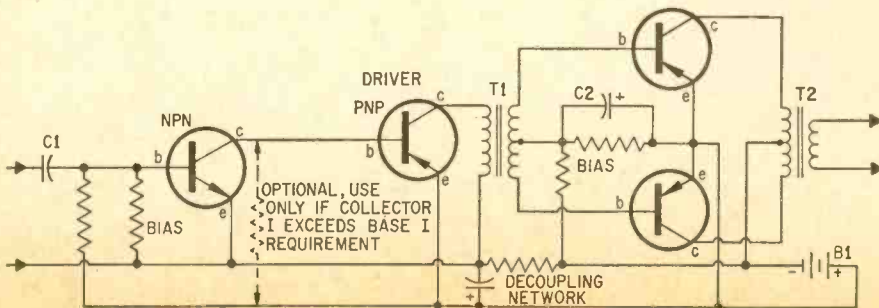 C1
b
NPN
c
e
BIAS
OPTIONAL, USE
ONLY IF COLLECTOR
I EXCEEDS BASE I
REQUIREMENT
DRIVER
PNP
b
c
e
T1
b
c
e
C2 +
BIAS
b
e
c
T2
+
DECOUPLING
NETWORK
B1
- +